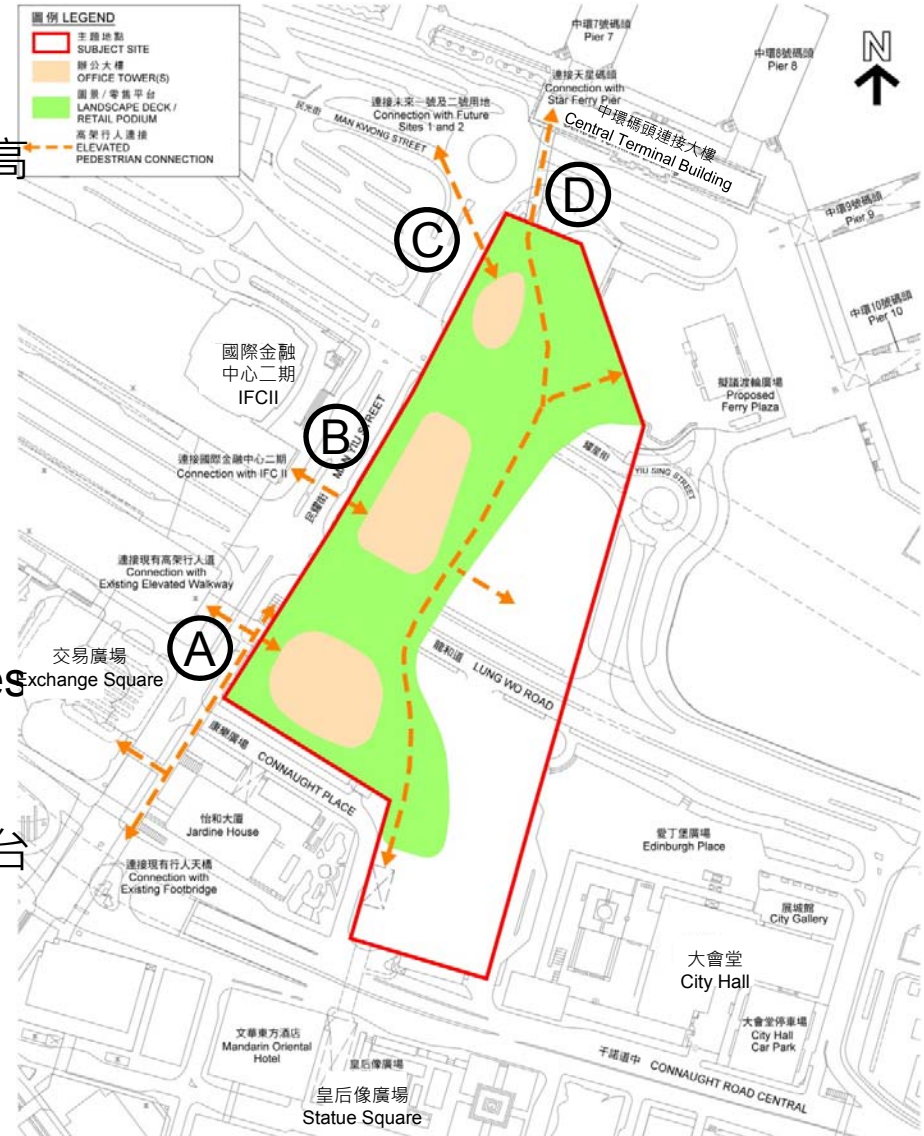 圖例 LEGEND
主題地點
SUBJECT SITE
辦公大樓
OFFICE TOWER(S)
園景/零售平台
LANDSCAPE DECK /
RETAIL PODIUM
高架行人連接
ELEVATED
PEDESTRIAN CONNECTION
高
中環7號碼頭
Pier 7
中環8號碼頭
Pier 8
N
連接天星碼頭
Connection with
Star Ferry Pier
連接未來一號及二號用地
Connection with Future
Sites 1 and 2
民光街
MAN KWONG STREET
中環碼頭連接大樓
Central Terminal Building
D
C
中環9號碼頭
Pier 9
中環10號碼頭
Pier 10
國際金融
中心二期
IFCII
擬議渡輪廣場
Proposed
Ferry Plaza
B
民耀街
MAN YIU STREET
連接國際金融中心二期
Connection with IFC II
耀星街
YIU SING STREET
連接現有高架行人道
Connection with
Existing Elevated Walkway
A
交易廣場
es
Exchange Square
龍和道 LUNG WO ROAD
康樂廣場 CONNAUGHT PLACE
怡和大廈
Jardine House
愛丁堡廣場
Edinburgh Place
台
連接現有行人天橋
Connection with
Existing Footbridge
展城館
City Gallery
大會堂
City Hall
大會堂停車場
City Hall
Car Park
文華東方酒店
Mandarin Oriental
Hotel
皇后像廣場
干諾道中 CONNAUGHT ROAD CENTRAL
皇后像廣場
Statue Square